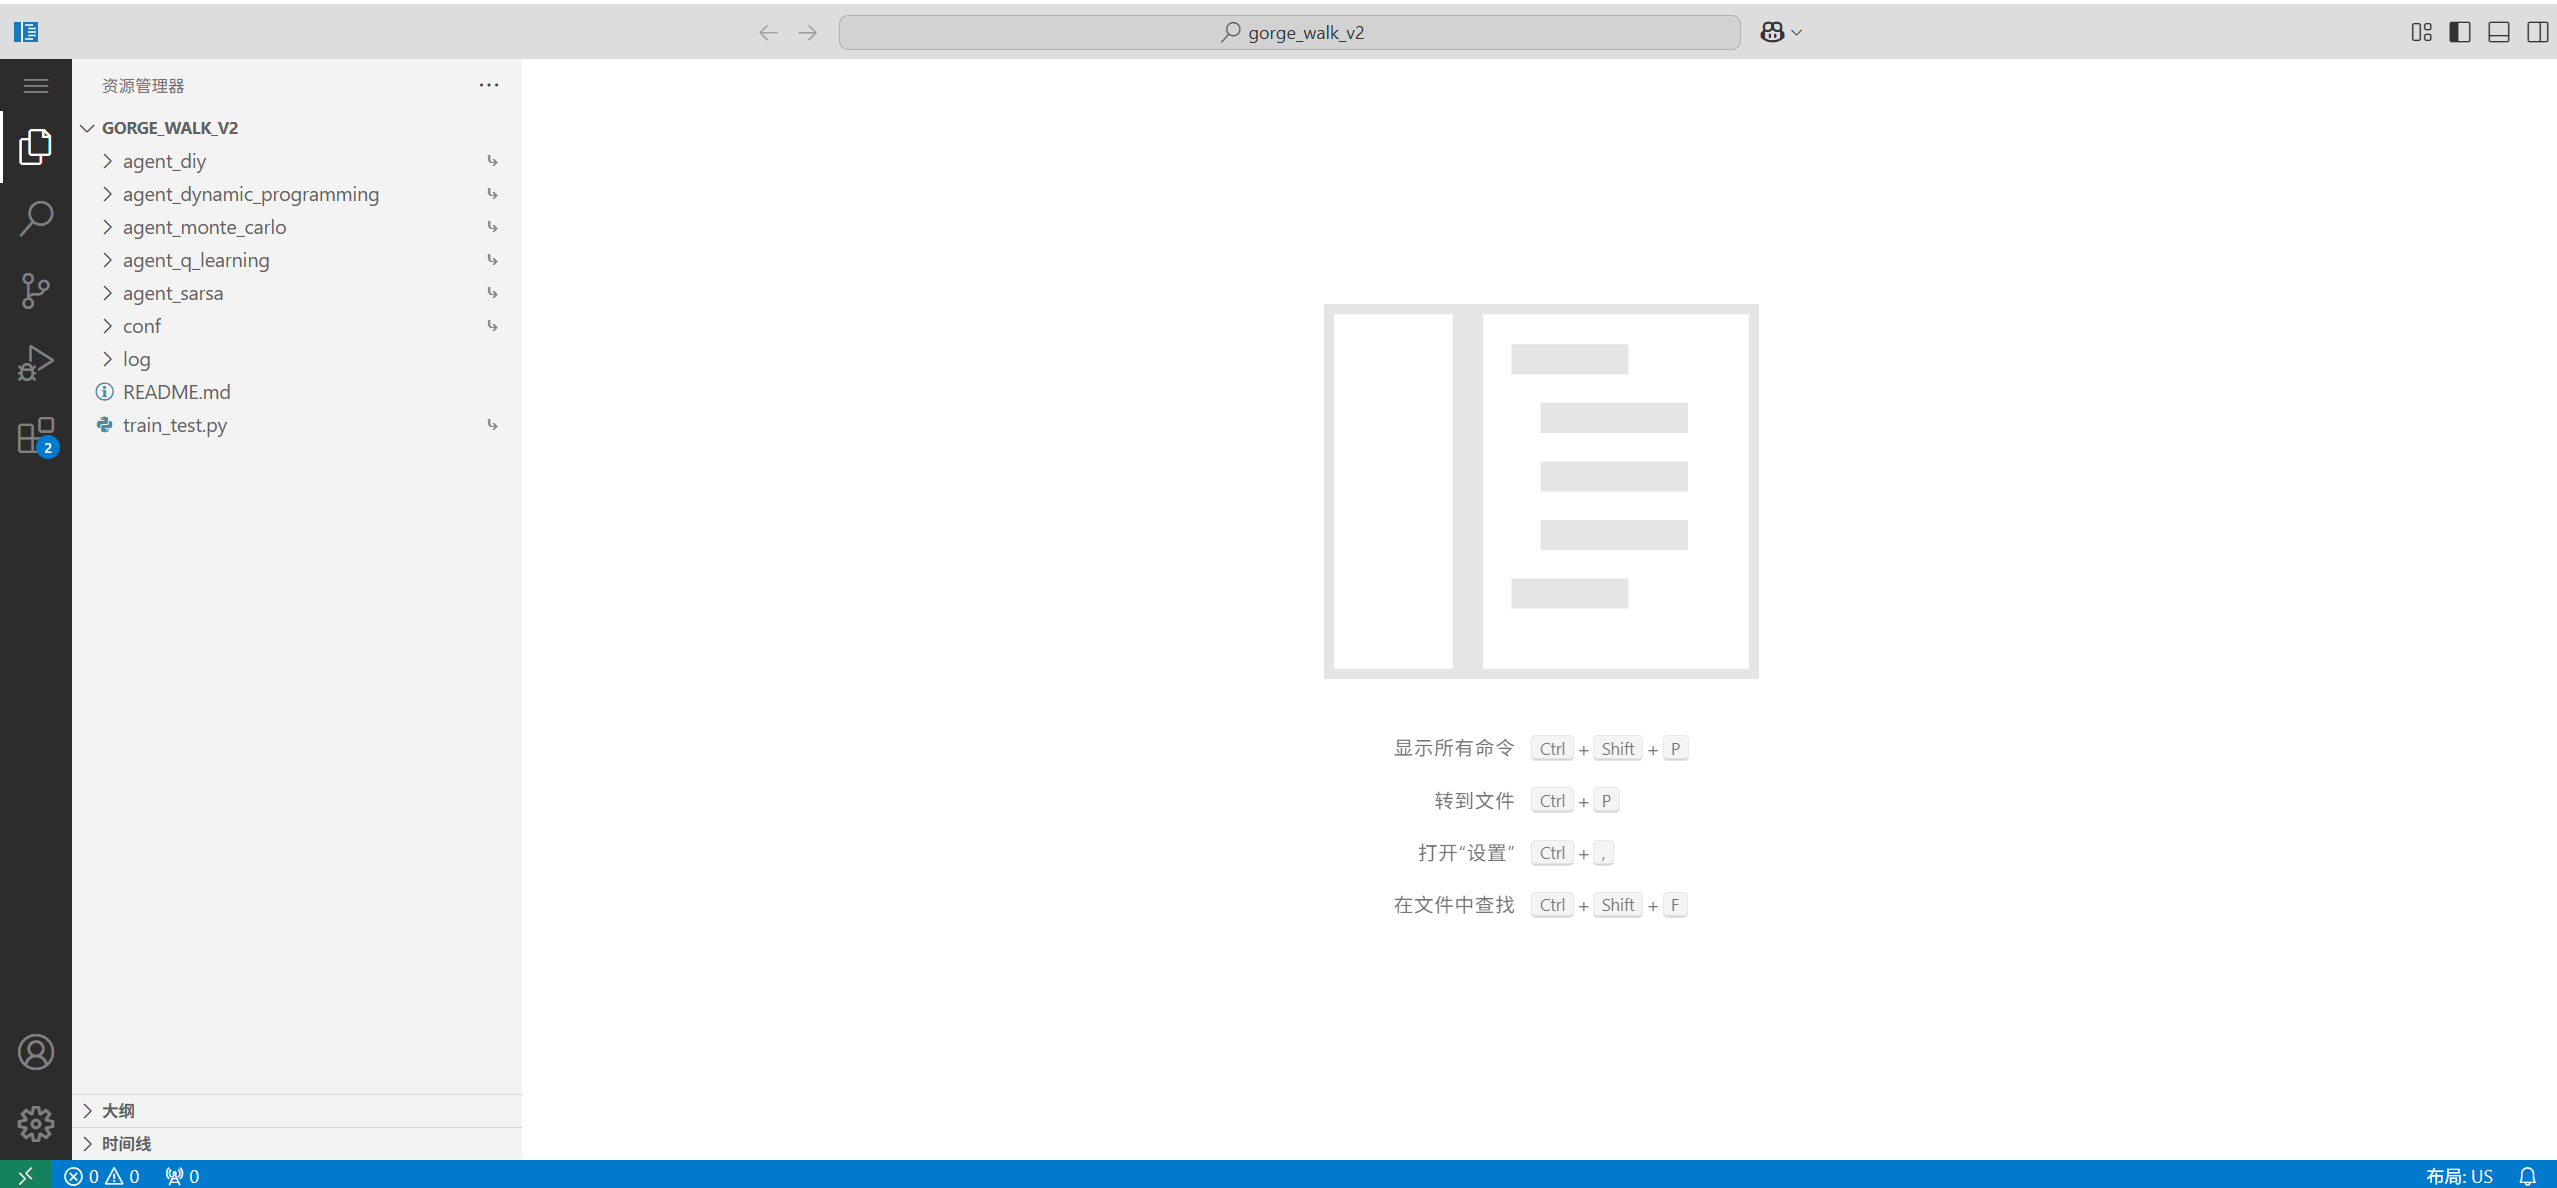 gorge_walk_v2
资源管理器
GORGE_WALK_V2
agent_diy
agent_dynamic_programming
agent_monte_carlo
agent_q_learning
agent_sarsa
conf
log
README.md
train_test.py
2
显示所有命令 Ctrl + Shift + P
转到文件 Ctrl + P
打开“设置” Ctrl + ,
在文件中查找 Ctrl + Shift + F
大纲
时间线
0 0 0 布局: US